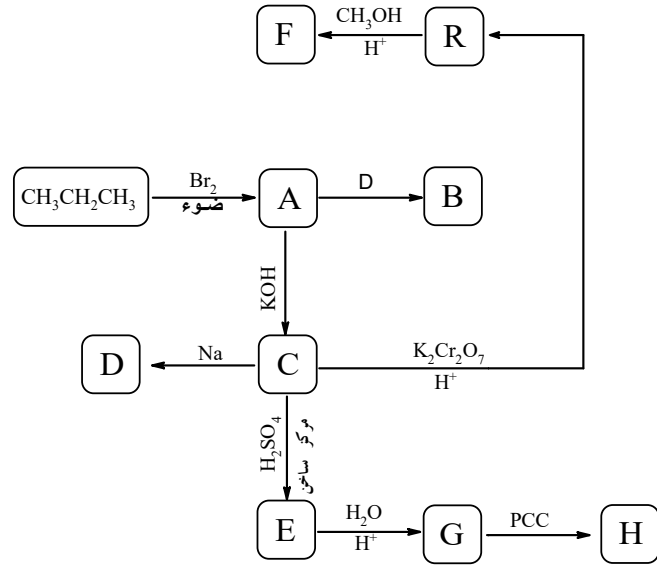 F CH₃OH H⁺ R
CH₃CH₂CH₃ Br₂ ضوء A D B
KOH
D Na C K₂Cr₂O₇ H⁺
H₂SO₄ مركز ساخن
E H₂O H⁺ G PCC H